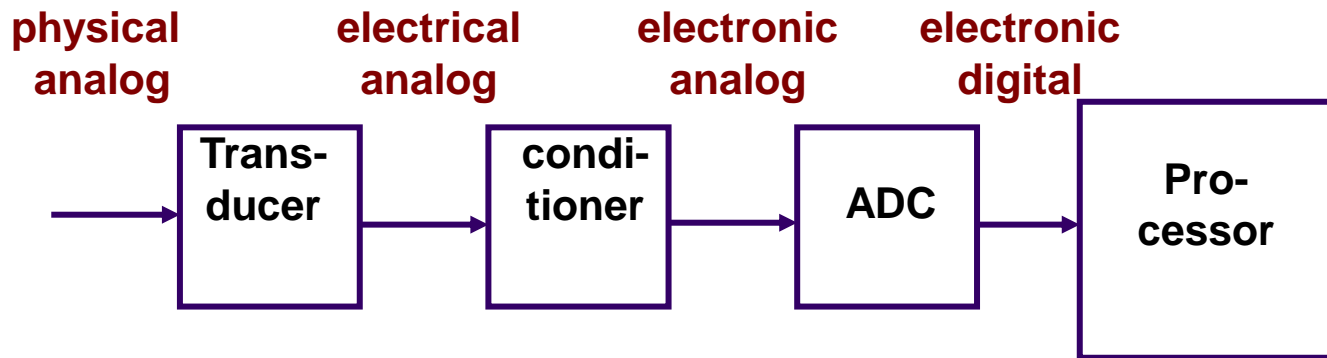 physical
analog
electrical
analog
electronic
analog
electronic
digital
Trans-
ducer
condi-
tioner
ADC
Pro-
cessor